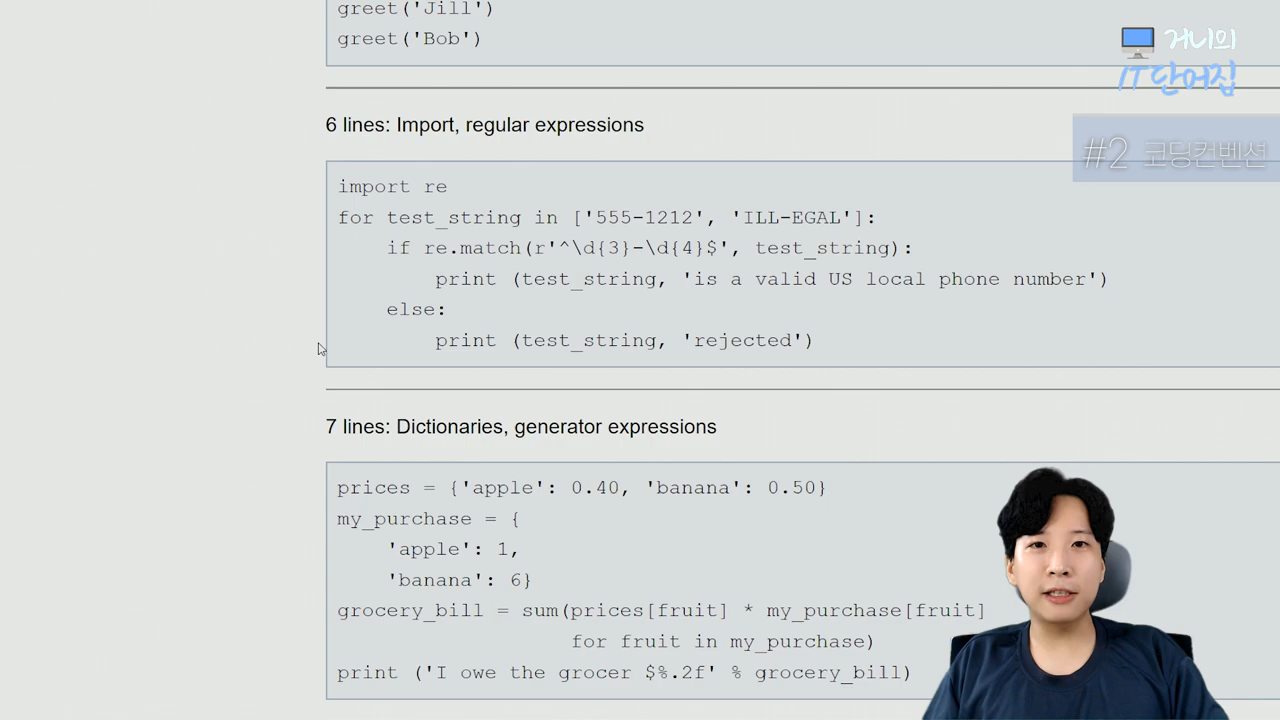 greet('Jill')
greet('Bob')
거니의
IT단어집
6 lines: Import, regular expressions
#2 코딩컨벤션
import re
for test_string in ['555-1212', 'ILL-EGAL']:
    if re.match(r'^\d{3}-\d{4}$', test_string):
        print (test_string, 'is a valid US local phone number')
    else:
        print (test_string, 'rejected')
7 lines: Dictionaries, generator expressions
prices = {'apple': 0.40, 'banana': 0.50}
my_purchase = {
    'apple': 1,
    'banana': 6}
grocery_bill = sum(prices[fruit] * my_purchase[fruit]
                   for fruit in my_purchase)
print ('I owe the grocer $%.2f' % grocery_bill)